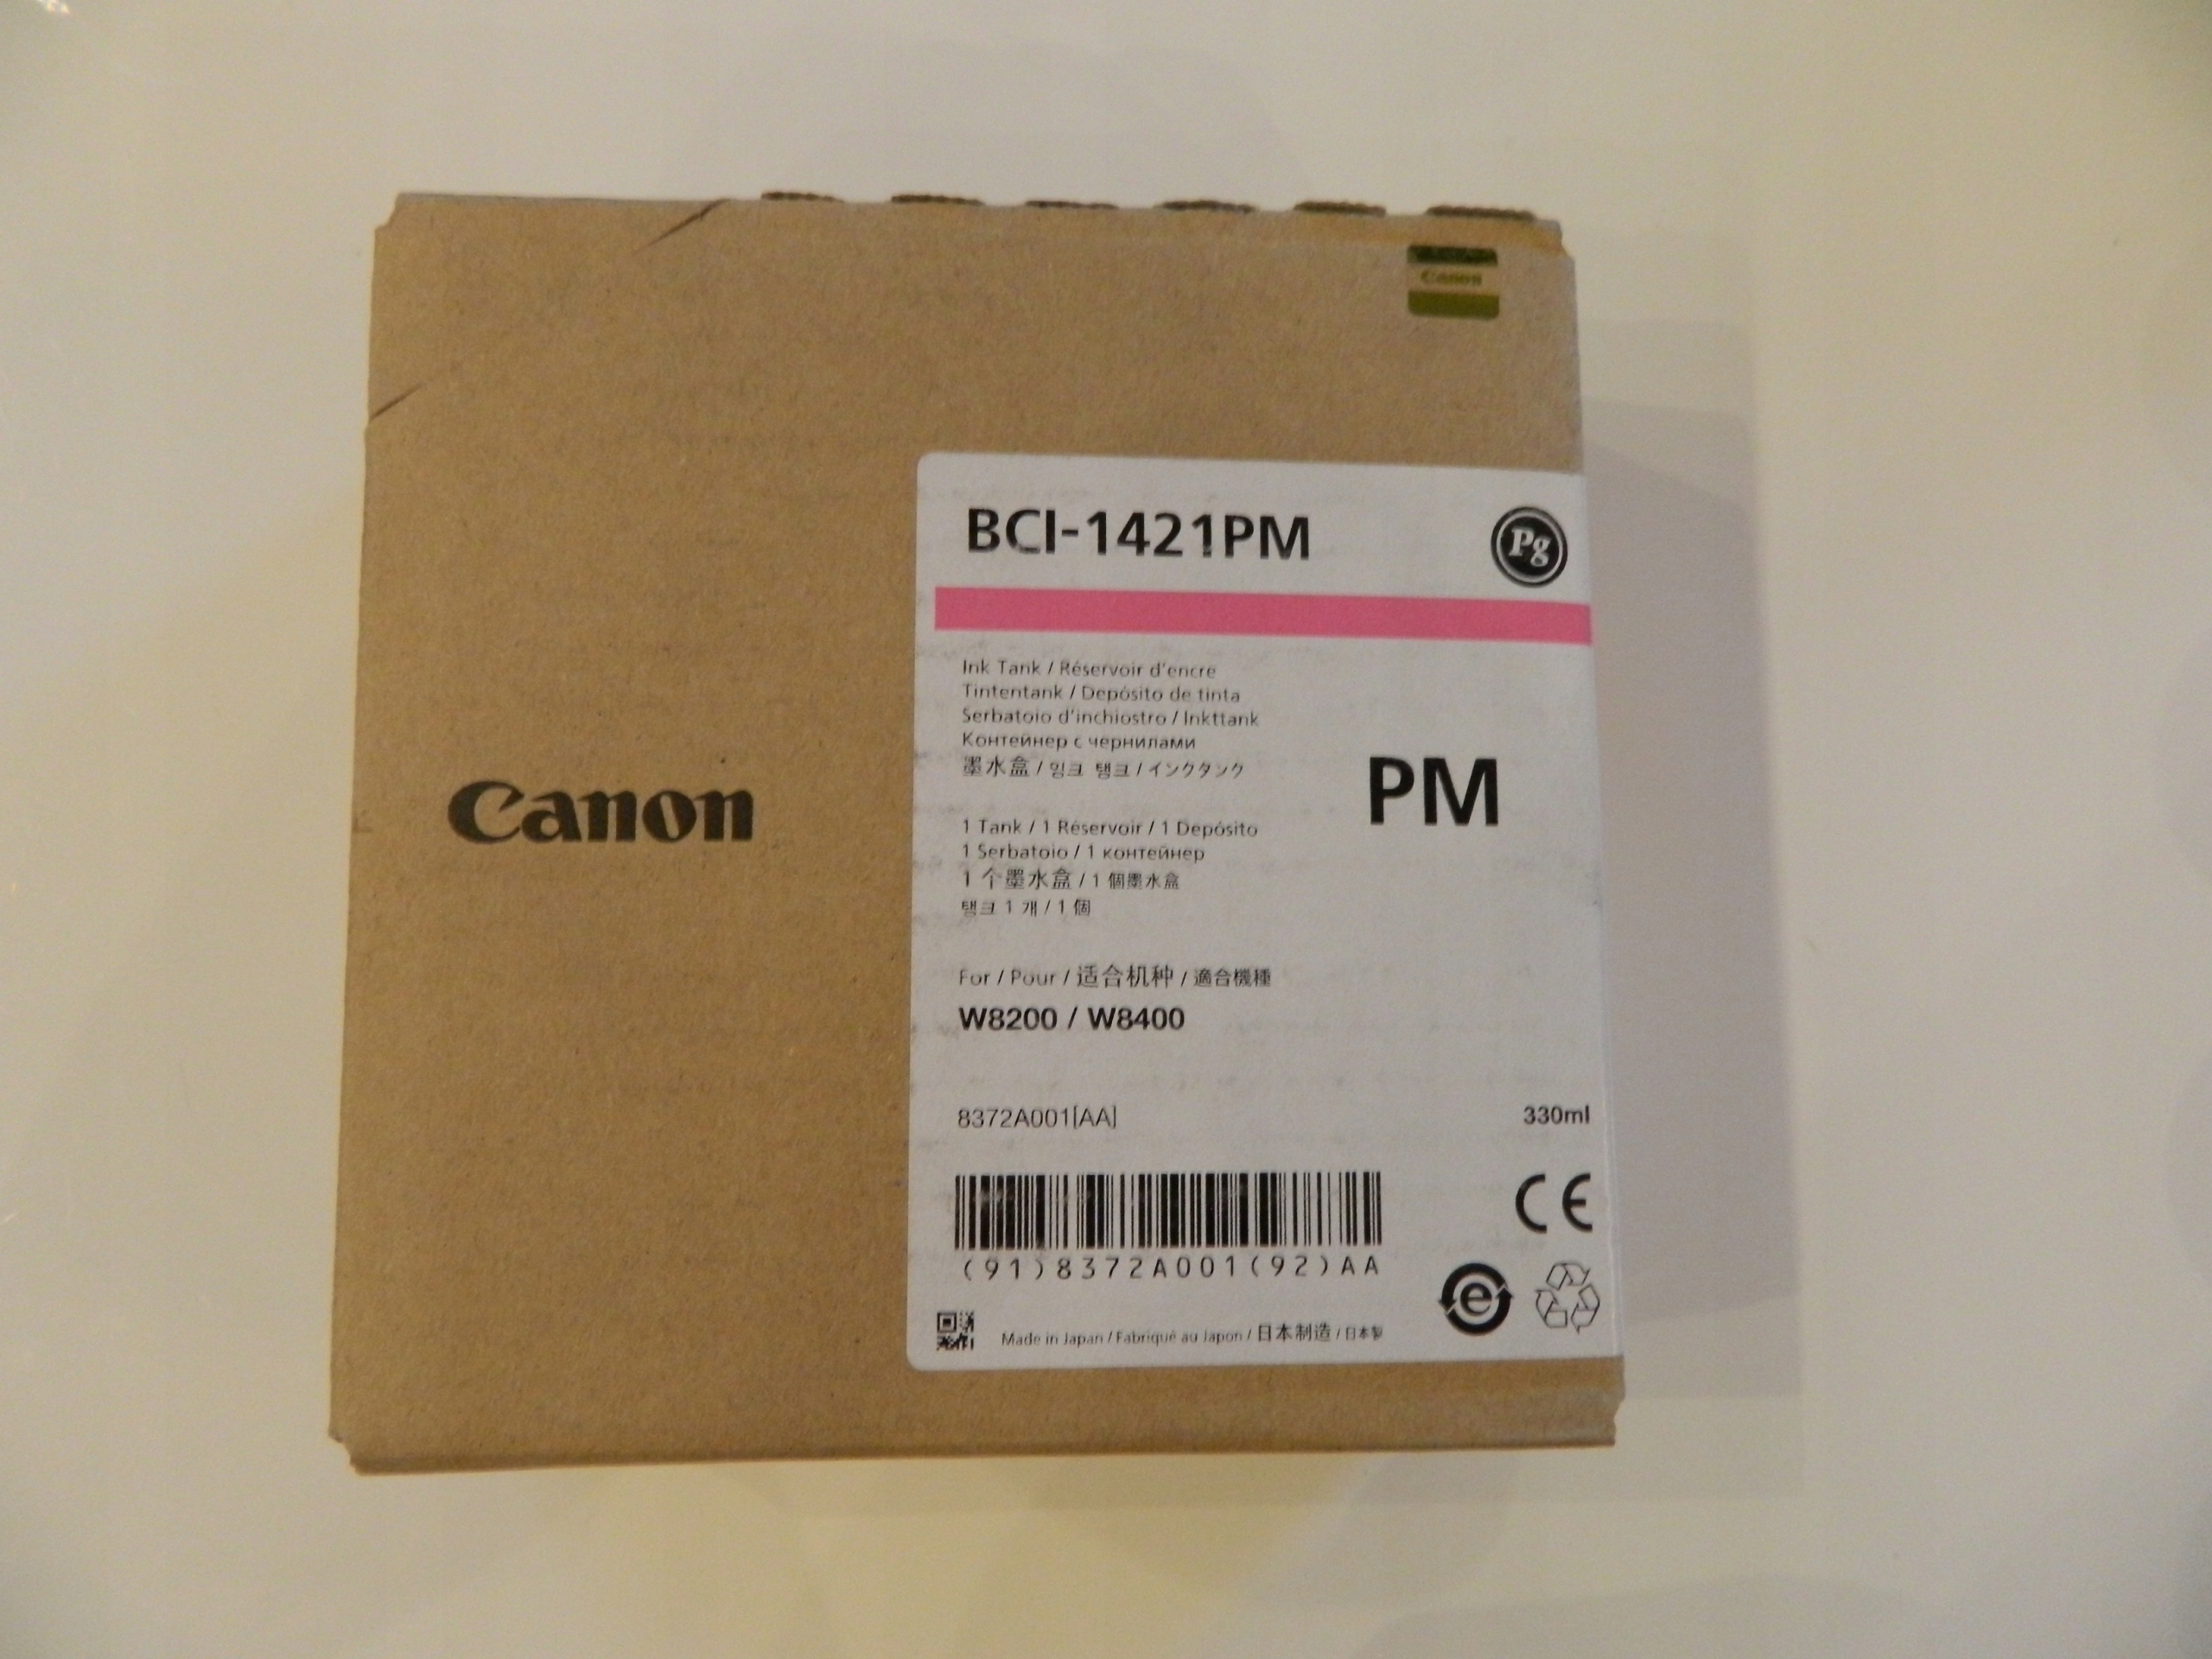 Canon
BCI-1421PM
Pg
Ink Tank / Réservoir d'encre
Tintentank / Depósito de tinta
Serbatoio d'inchiostro / Inkttank
Контейнер с чернилами
墨水盒 / 잉크 탱크 / インクタンク
PM
Canon
1 Tank / 1 Réservoir / 1 Depósito
1 Serbatoio / 1 контейнер
1 个墨水盒 / 1 個墨水盒
탱크 1 개 / 1 個
For / Pour / 适合机种 / 適合機種
W8200 / W8400
8372A001[AA]
330ml
(91)8372A001(92)AA
CE
e
Made in Japan / Fabriqué au Japon / 日本制造 / 日本製